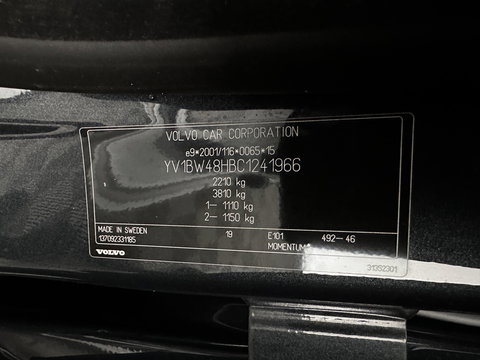 VOLVO CAR CORPORATION
e9*2001/116*0065*15
YV1BW48HBC1241966
2210 kg
3810 kg
1– 1110 kg
2– 1150 kg
MADE IN SWEDEN 19 E101 492–46
137092331185 MOMENTUM
VOLVO 31352301